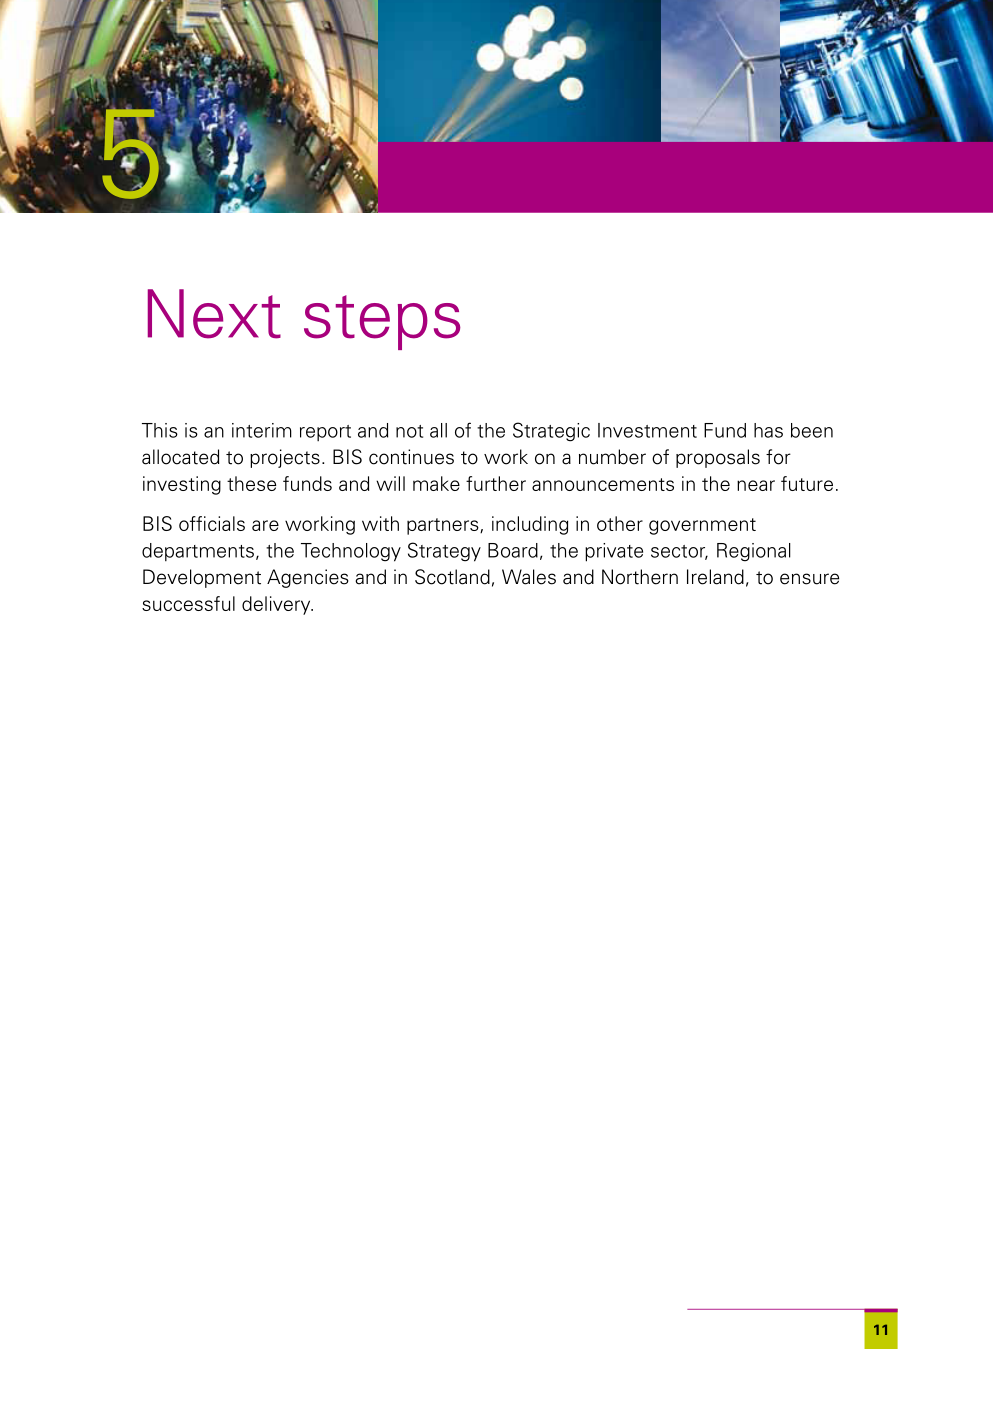 5
Next steps
This is an interim report and not all of the Strategic Investment Fund has been
allocated to projects. BIS continues to work on a number of proposals for
investing these funds and will make further announcements in the near future.
BIS officials are working with partners, including in other government
departments, the Technology Strategy Board, the private sector, Regional
Development Agencies and in Scotland, Wales and Northern Ireland, to ensure
successful delivery.
11